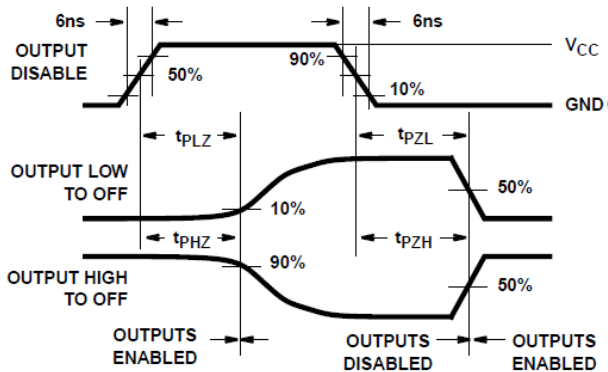 6ns
6ns
OUTPUT
DISABLE
50%
90%
10%
VCC
GND
tPLZ
tPZL
OUTPUT LOW
TO OFF
10%
50%
tPHZ
tPZH
OUTPUT HIGH
TO OFF
90%
50%
OUTPUTS
ENABLED
OUTPUTS
DISABLED
OUTPUTS
ENABLED